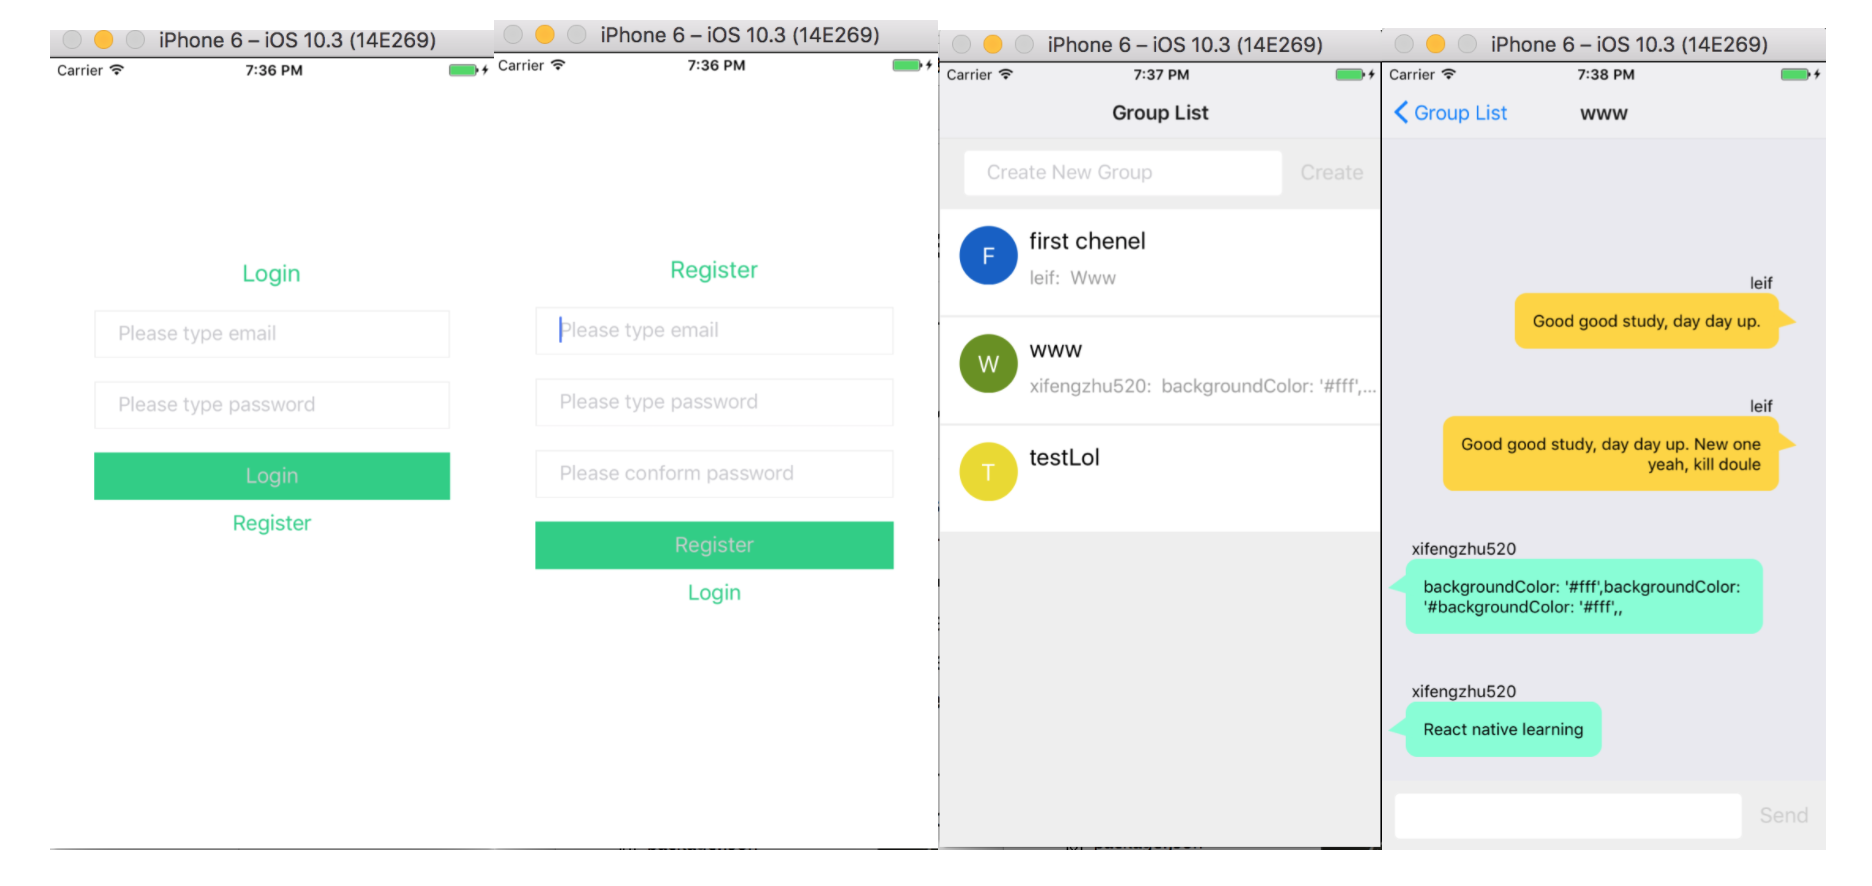 iPhone 6 – iOS 10.3 (14E269)
Carrier 7:36 PM
Login
Please type email
Please type password
Login
Register
iPhone 6 – iOS 10.3 (14E269)
Carrier 7:36 PM
Register
Please type email
Please type password
Please conform password
Register
Login
iPhone 6 – iOS 10.3 (14E269)
Carrier 7:37 PM
Group List
Create New Group Create
F
first chenel
leif: Www
W
www
xifengzhu520: backgroundColor: '#fff',...
T
testLol
iPhone 6 – iOS 10.3 (14E269)
Carrier 7:38 PM
Group List www
leif
Good good study, day day up.
leif
Good good study, day day up. New one
yeah, kill doule
xifengzhu520
backgroundColor: '#fff',backgroundColor:
'#backgroundColor: '#fff',,
xifengzhu520
React native learning
Send